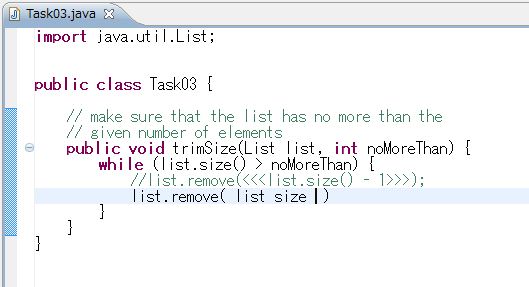 Task03.java
import java.util.List;
public class Task03 {
// make sure that the list has no more than the
// given number of elements
public void trimSize(List list, int noMoreThan) {
while (list.size() > noMoreThan) {
//list.remove(<<<list.size() - 1>>>);
list.remove( list size )
}
}
}